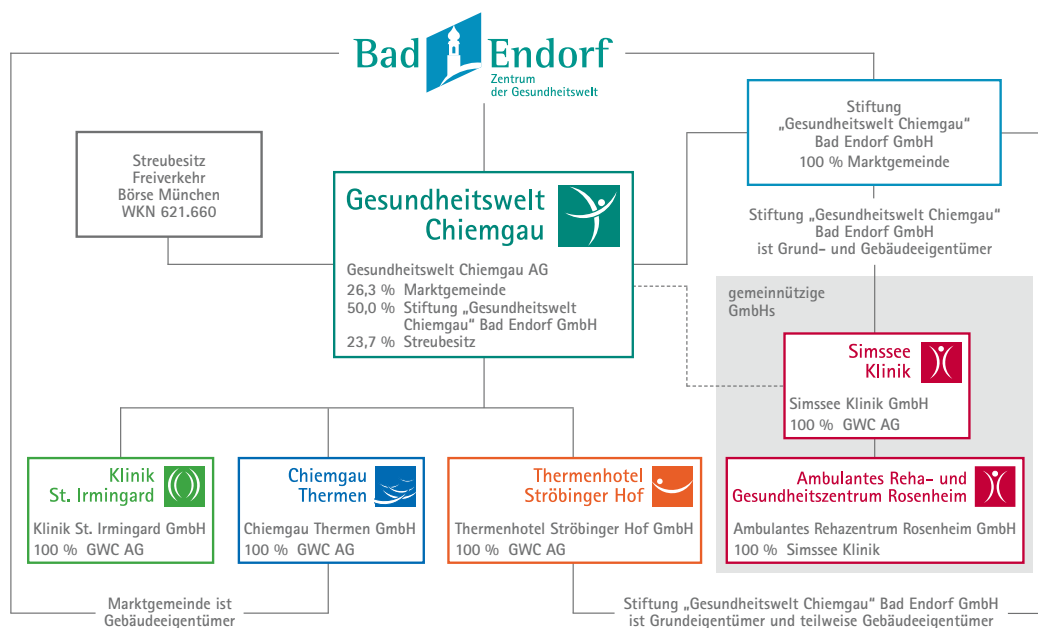 Bad Endorf
Zentrum
der Gesundheitswelt
Stiftung
„Gesundheitswelt Chiemgau“
Bad Endorf GmbH
100 % Marktgemeinde
Streubesitz
Freiverkehr
Börse München
WKN 621.660
Gesundheitswelt
Chiemgau
Gesundheitswelt Chiemgau AG
26,3 % Marktgemeinde
50,0 % Stiftung „Gesundheitswelt
Chiemgau“ Bad Endorf GmbH
23,7 % Streubesitz
Stiftung „Gesundheitswelt Chiemgau“
Bad Endorf GmbH
ist Grund- und Gebäudeeigentümer
gemeinnützige
GmbHs
Simssee
Klinik
Simssee Klinik GmbH
100 % GWC AG
Klinik
St. Irmingard
Klinik St. Irmingard GmbH
100 % GWC AG
Chiemgau
Thermen
Chiemgau Thermen GmbH
100 % GWC AG
Thermenhotel
Ströbinger Hof
Thermenhotel Ströbinger Hof GmbH
100 % GWC AG
Ambulantes Reha- und
Gesundheitszentrum Rosenheim
Ambulantes Rehazentrum Rosenheim GmbH
100 % Simssee Klinik
Marktgemeinde ist
Gebäudeeigentümer
Stiftung „Gesundheitswelt Chiemgau“ Bad Endorf GmbH
ist Grundeigentümer und teilweise Gebäudeeigentümer